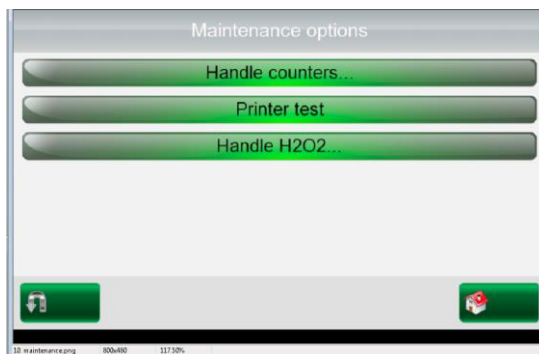 Maintenance options
Handle counters...
Printer test
Handle H2O2...
10 maintenance.png 800x480 117.50%